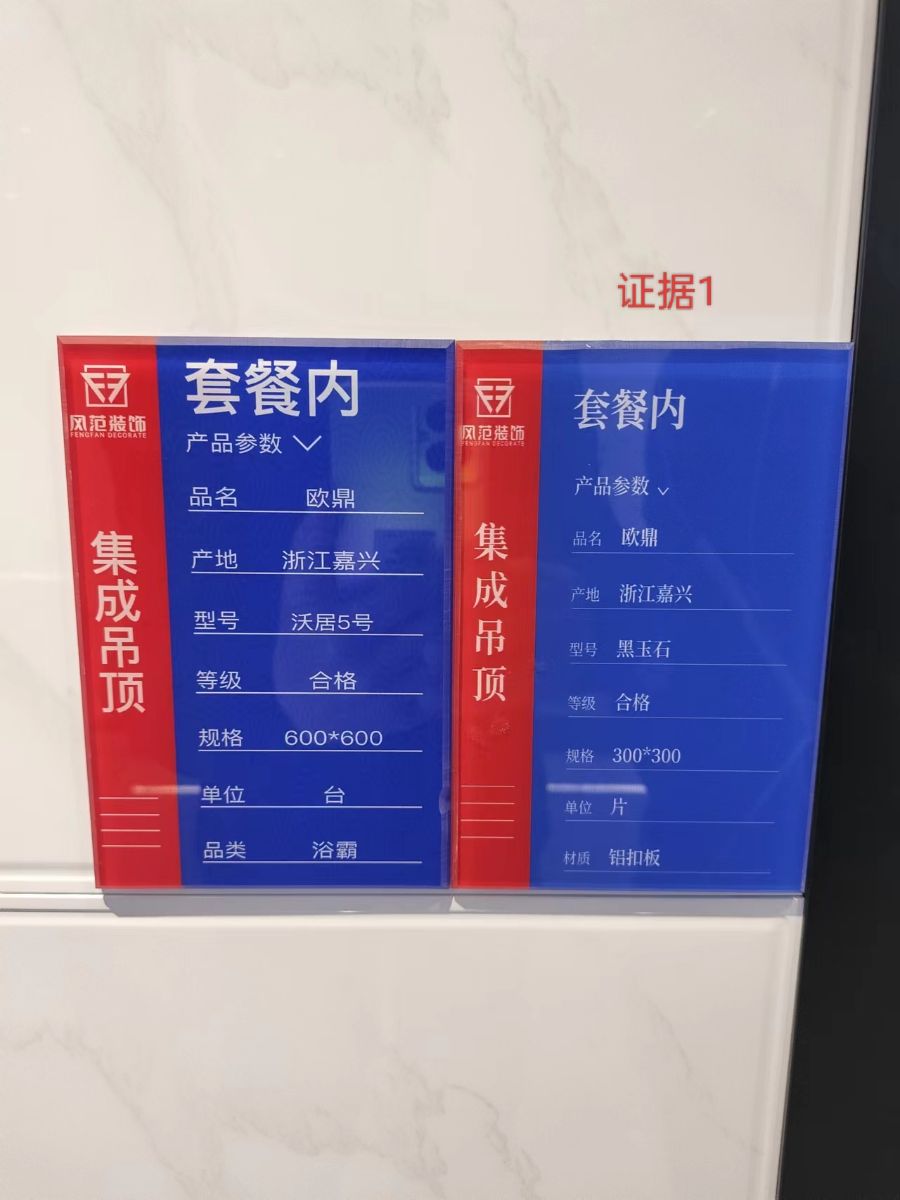 证据1
风范装饰
FENGFAN DECORATE
集成吊顶
套餐内
产品参数
品名 欧鼎
产地 浙江嘉兴
型号 沃居5号
等级 合格
规格 600*600
单位 台
品类 浴霸
风范装饰
FENGFAN DECORATE
集成吊顶
套餐内
产品参数
品名 欧鼎
产地 浙江嘉兴
型号 黑玉石
等级 合格
规格 300*300
单位 片
材质 铝扣板